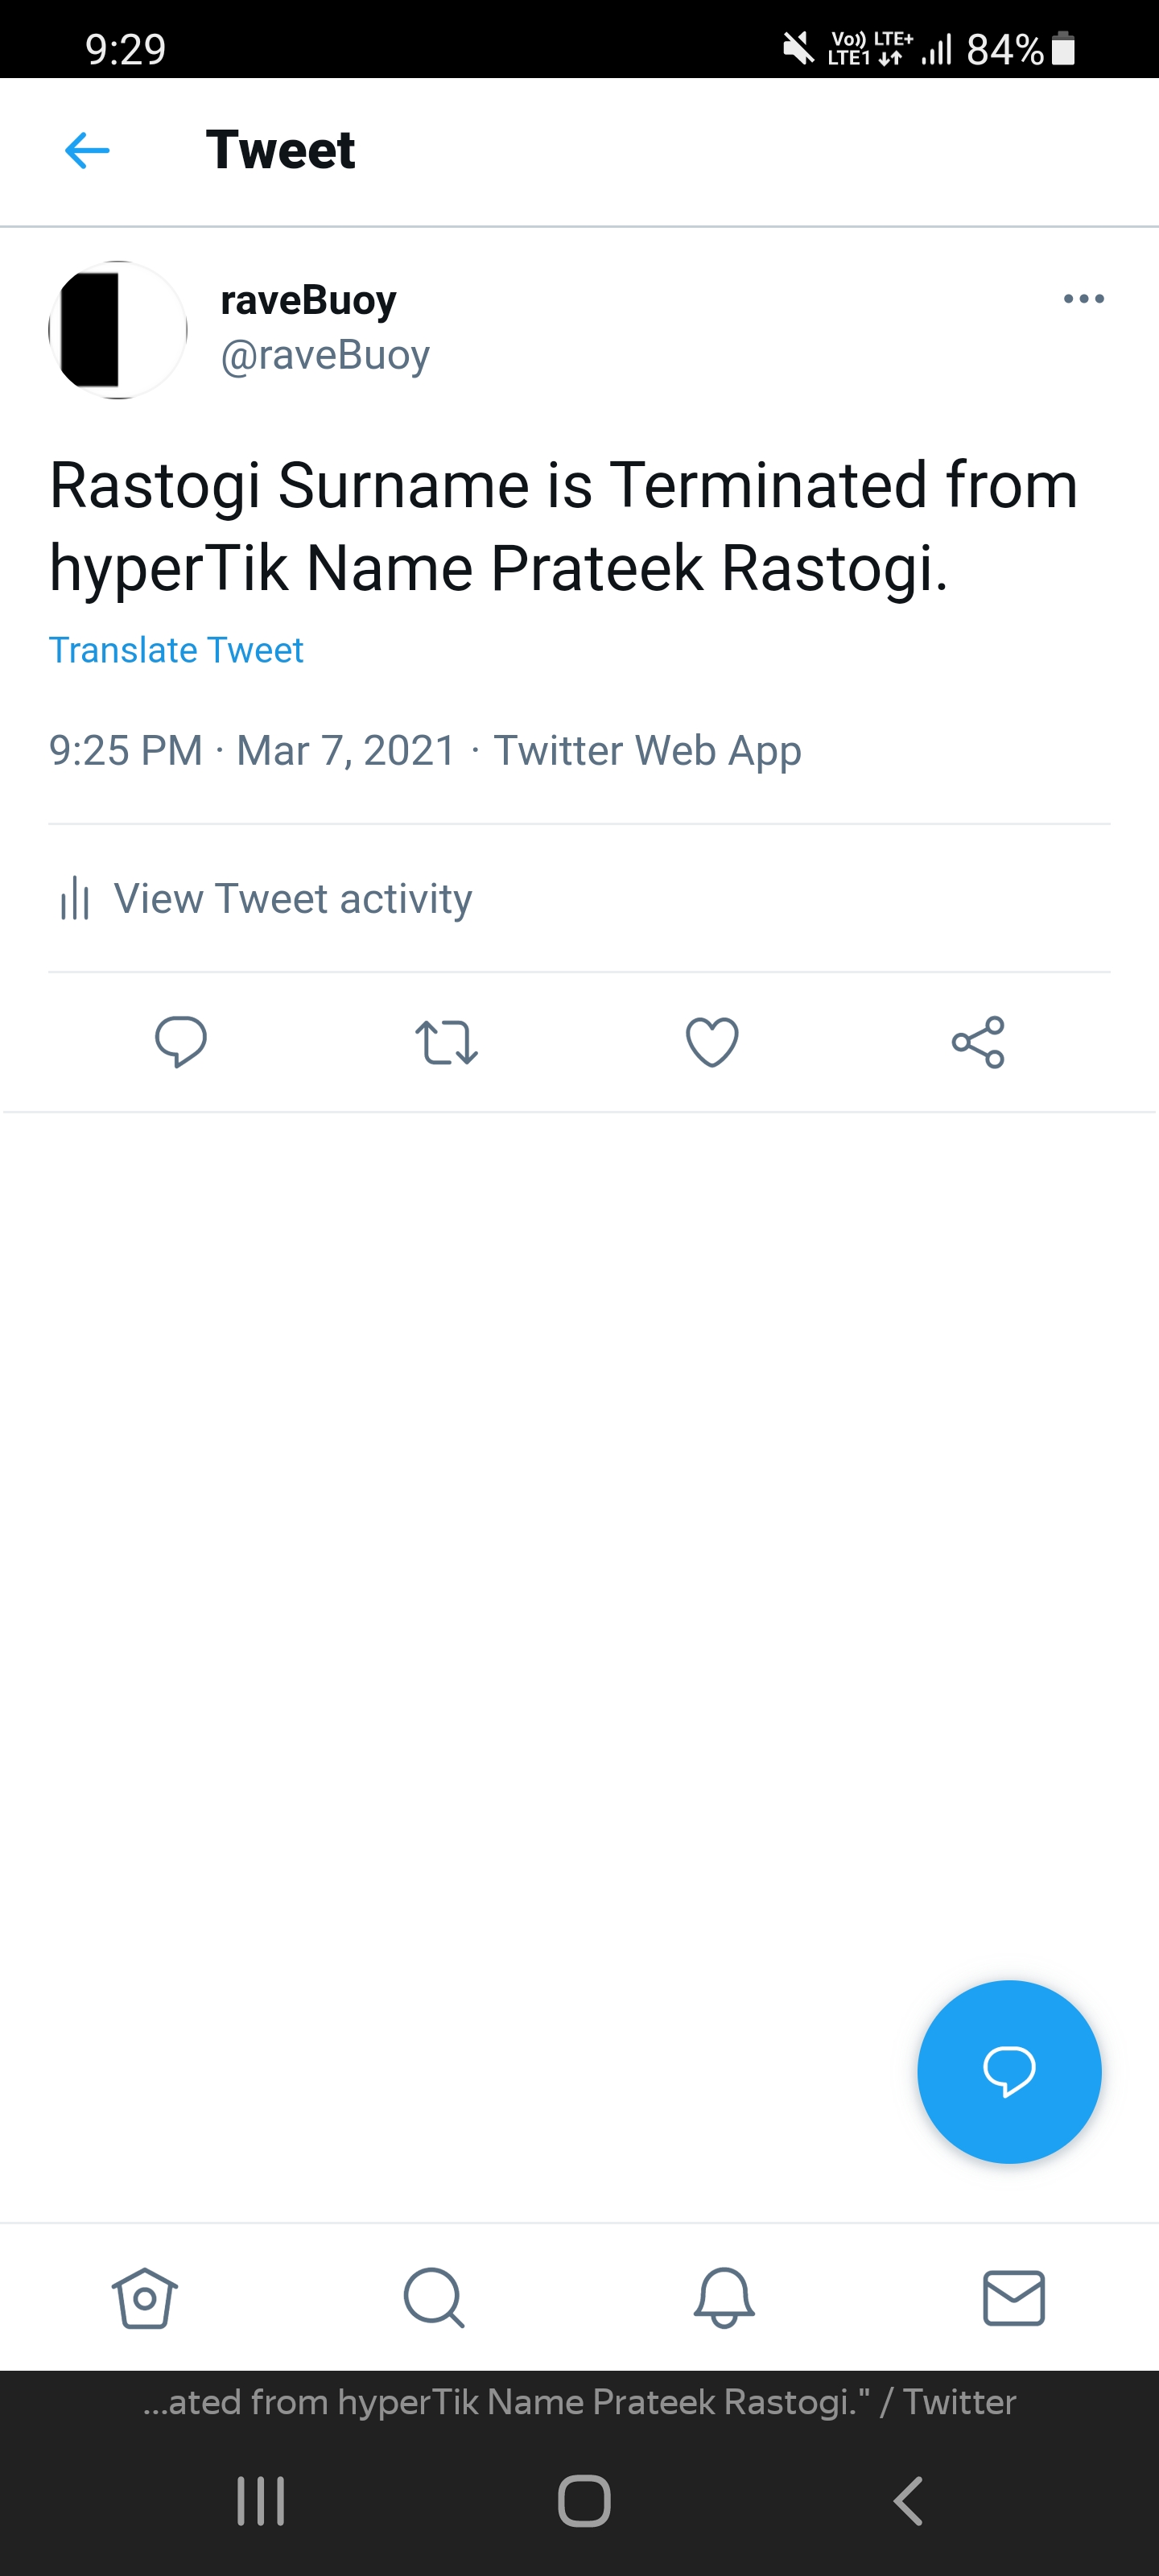 9:29
Vo)) LTE+
LTE1
84%
Tweet
raveBuoy
@raveBuoy
Rastogi Surname is Terminated from
hyperTik Name Prateek Rastogi.
Translate Tweet
9:25 PM · Mar 7, 2021 · Twitter Web App
View Tweet activity
...ated from hyperTik Name Prateek Rastogi." / Twitter